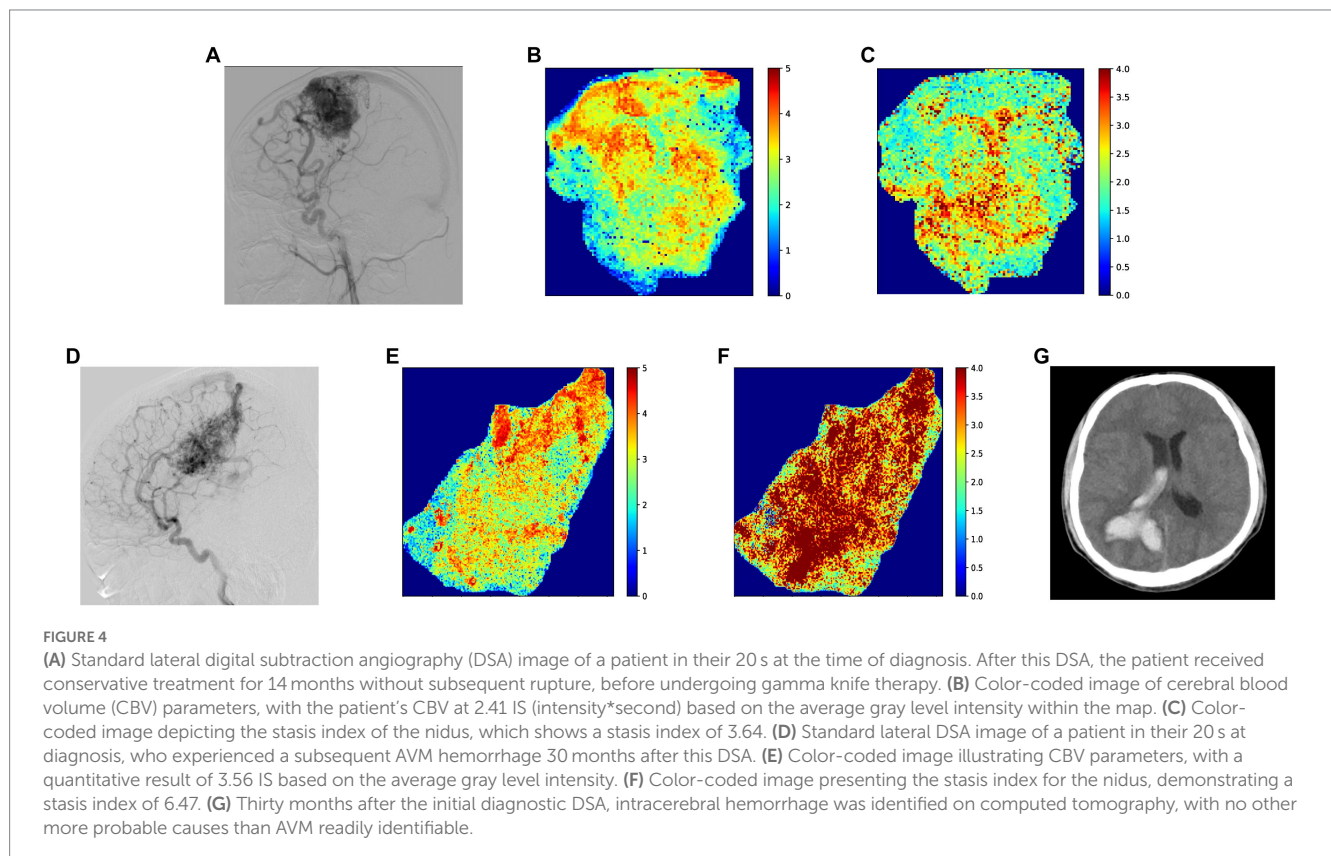 A
B
C
5
4
3
2
1
0
4.0
3.5
3.0
2.5
2.0
1.5
1.0
0.5
0.0
D
E
F
G
5
4
3
2
1
0
4.0
3.5
3.0
2.5
2.0
1.5
1.0
0.5
0.0
FIGURE 4
(A) Standard lateral digital subtraction angiography (DSA) image of a patient in their 20 s at the time of diagnosis. After this DSA, the patient received
conservative treatment for 14 months without subsequent rupture, before undergoing gamma knife therapy. (B) Color-coded image of cerebral blood
volume (CBV) parameters, with the patient's CBV at 2.41 IS (intensity*second) based on the average gray level intensity within the map. (C) Color-
coded image depicting the stasis index of the nidus, which shows a stasis index of 3.64. (D) Standard lateral DSA image of a patient in their 20 s at
diagnosis, who experienced a subsequent AVM hemorrhage 30 months after this DSA. (E) Color-coded image illustrating CBV parameters, with a
quantitative result of 3.56 IS based on the average gray level intensity. (F) Color-coded image presenting the stasis index for the nidus, demonstrating a
stasis index of 6.47. (G) Thirty months after the initial diagnostic DSA, intracerebral hemorrhage was identified on computed tomography, with no other
more probable causes than AVM readily identifiable.